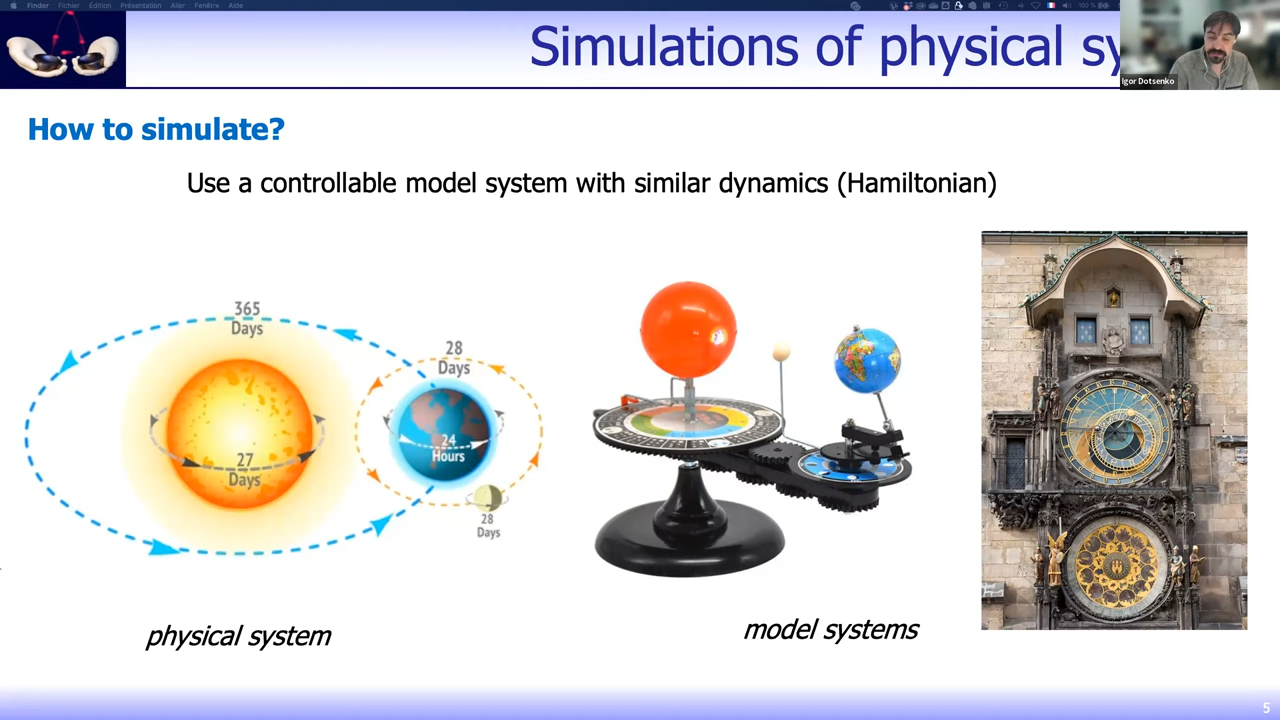 Finder Fichier Édition Présentation Aller Fenêtre Aide
100 %
Simulations of physical sy
Igor Dotsenko
How to simulate?
Use a controllable model system with similar dynamics (Hamiltonian)
365
Days
28
Days
24
Hours
27
Days
28
Days
physical system
model systems
5